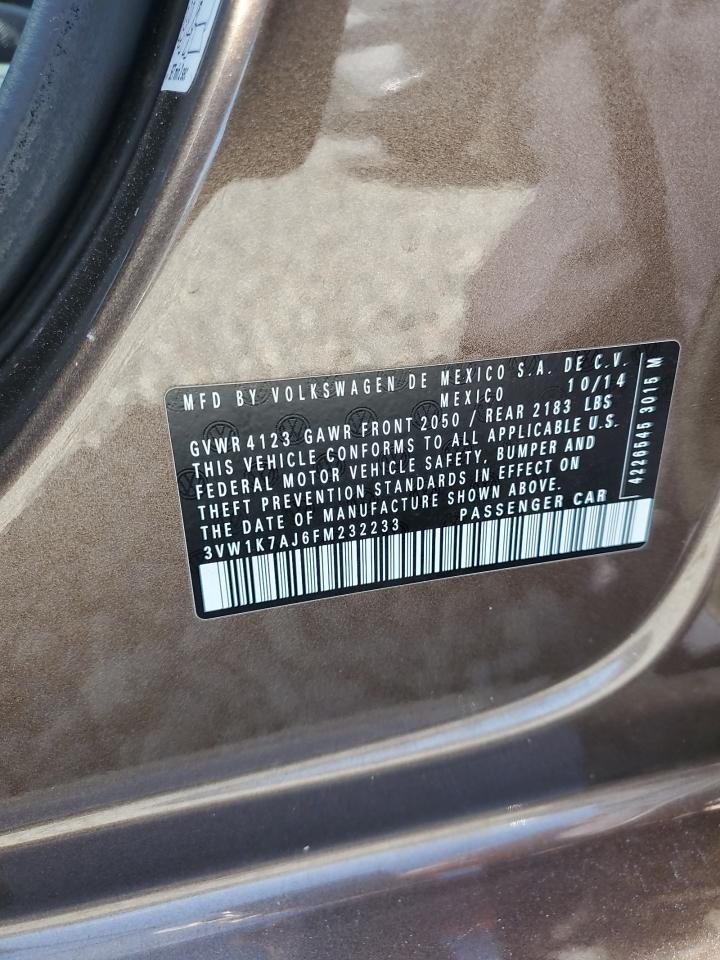 MFD BY VOLKSWAGEN DE MEXICO S.A. DE C.V.
MEXICO 10/14
GVWR 4123 GAWR FRONT 2050 / REAR 2183 LBS
THIS VEHICLE CONFORMS TO ALL APPLICABLE U.S.
FEDERAL MOTOR VEHICLE SAFETY, BUMPER AND
THEFT PREVENTION STANDARDS IN EFFECT ON
THE DATE OF MANUFACTURE SHOWN ABOVE.
3VW1K7AJ6FM232233 PASSENGER CAR
4226545 3015 M